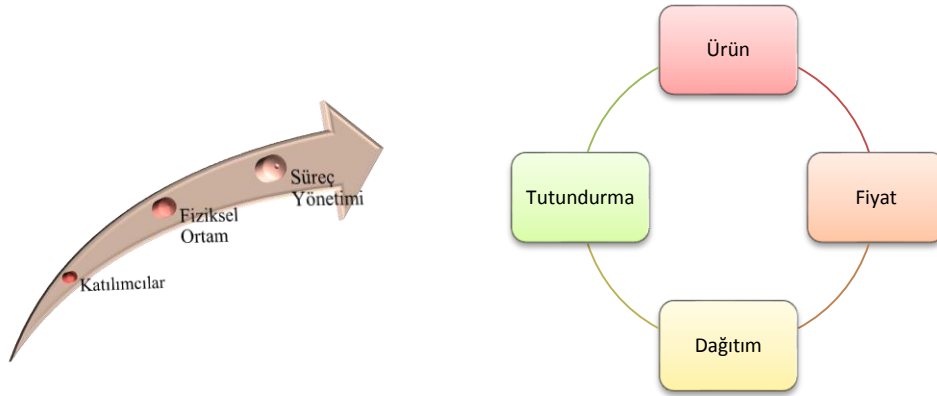 Süreç
Yönetimi
Fiziksel
Ortam
Katılımcılar
Ürün
Tutundurma
Fiyat
Dağıtım